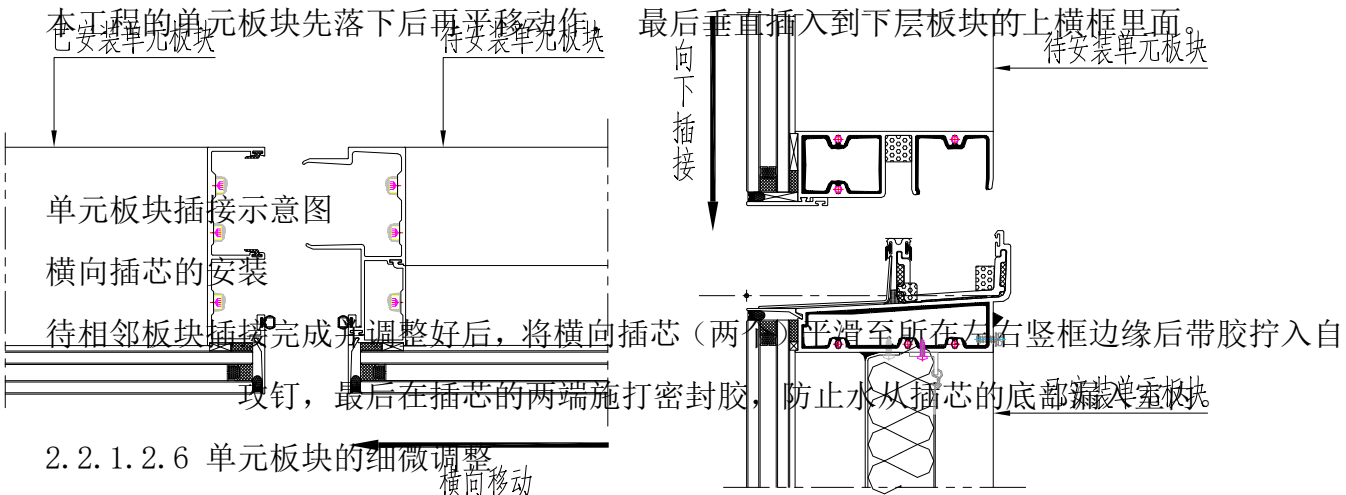 本工程的单元板块先落下后再平移动作， 最后垂直插入到下层板块的上横框里面。
已安装单元板块
待安装单元板块
待安装单元板块
向下插接
单元板块插接示意图
横向插芯的安装
待相邻板块插接完成并调整好后，将横向插芯（两个）平滑至所在左右竖框边缘后带胶拧入自
攻钉，最后在插芯的两端施打密封胶，防止水从插芯的底部漏入室内。
已安装单元板块
2.2.1.2.6 单元板块的细微调整
横向移动